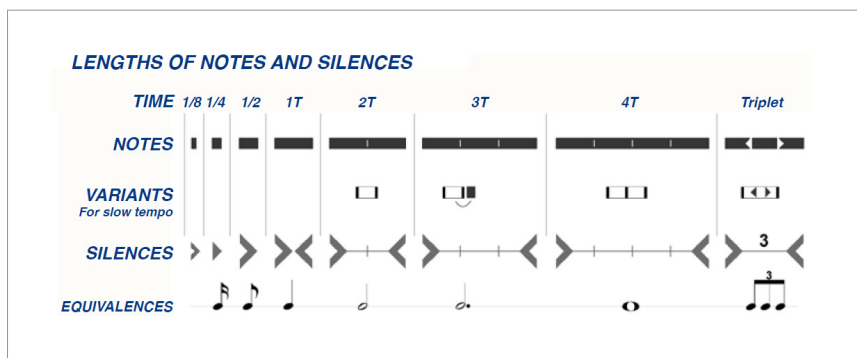 LENGTHS OF NOTES AND SILENCES
TIME 1/8 1/4 1/2 1T 2T 3T 4T Triplet
NOTES
VARIANTS
For slow tempo
SILENCES 3
EQUIVALENCES 3